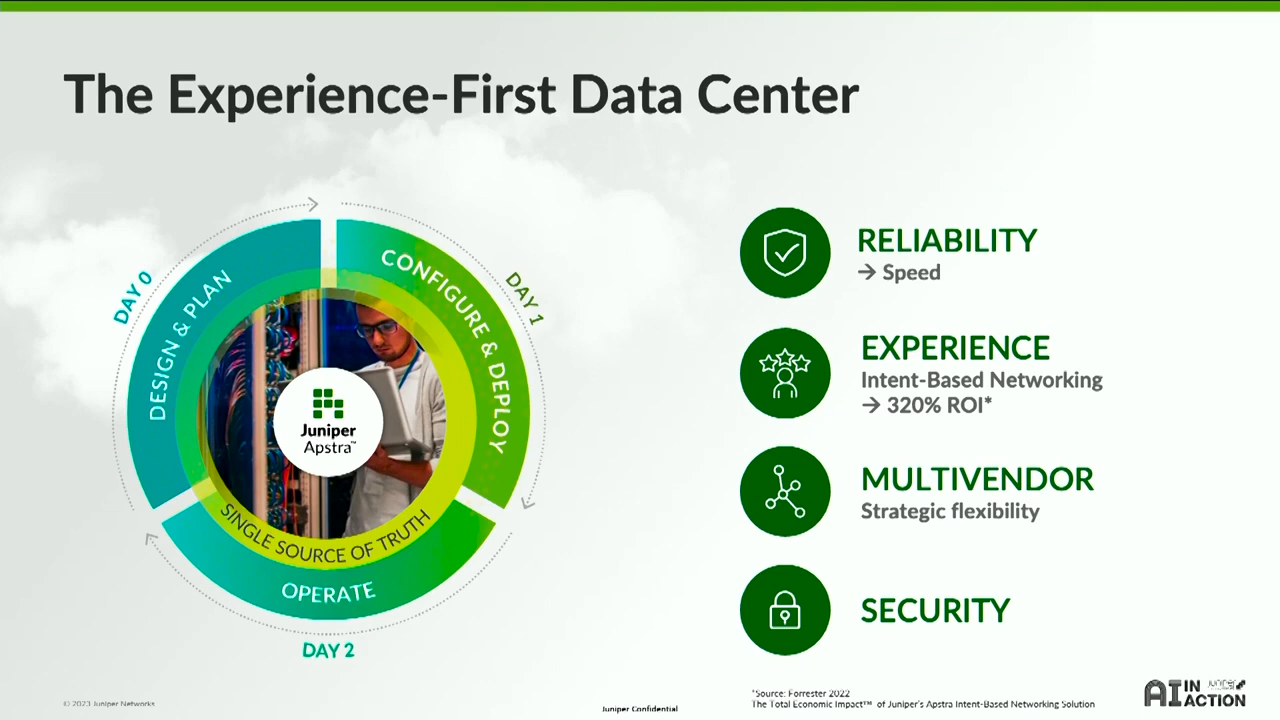 The Experience-First Data Center
DAY 0
DESIGN & PLAN
DAY 1
CONFIGURE & DEPLOY
Juniper
Apstra™
SINGLE SOURCE OF TRUTH
OPERATE
DAY 2
RELIABILITY
→ Speed
EXPERIENCE
Intent-Based Networking
→ 320% ROI*
MULTIVENDOR
Strategic flexibility
SECURITY
© 2023 Juniper Networks
Juniper Confidential
*Source: Forrester 2022
The Total Economic Impact™ of Juniper's Apstra Intent-Based Networking Solution
AI IN
ACTION
Juniper